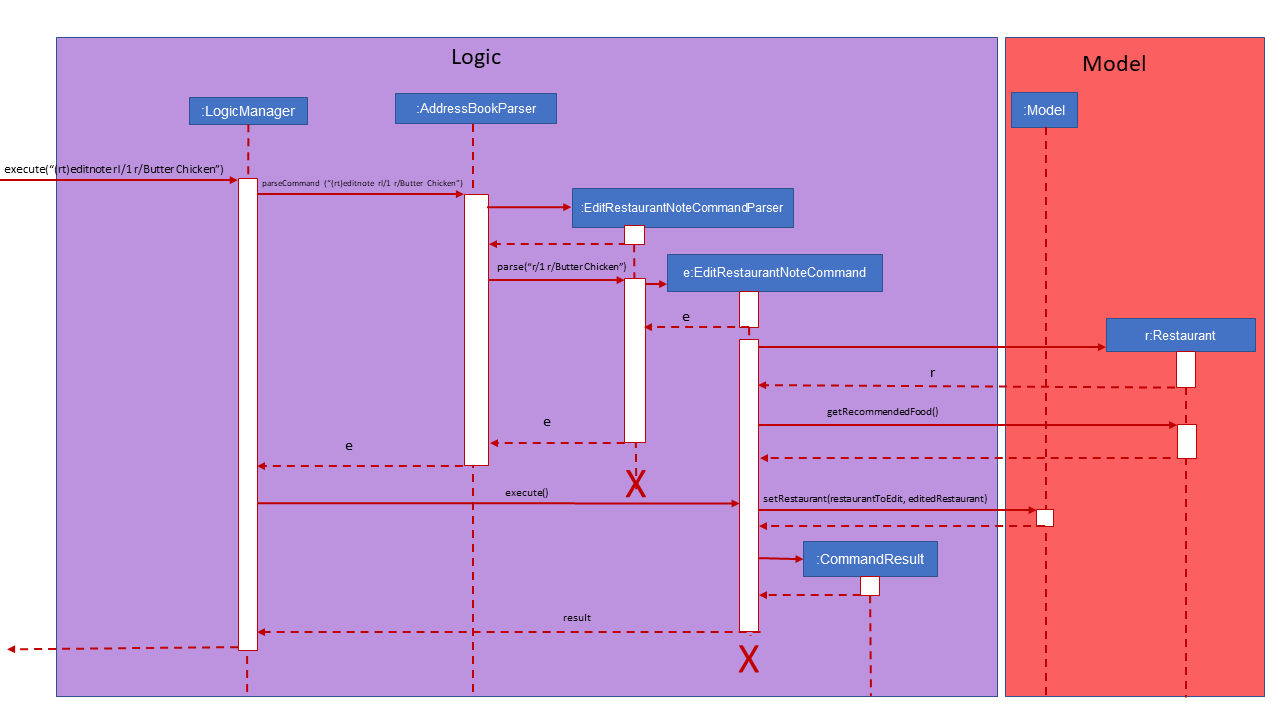 Logic
Model
:LogicManager
:AddressBookParser
:Model
execute(“(rt)editnote rl/1 r/Butter Chicken”)
parseCommand (“(rt)editnote rl/1 r/Butter Chicken”)
:EditRestaurantNoteCommandParser
parse(“r/1 r/Butter Chicken”)
e:EditRestaurantNoteCommand
e
r:Restaurant
r
getRecommendedFood()
e
e
X
execute()
setRestaurant(restaurantToEdit, editedRestaurant)
:CommandResult
result
X